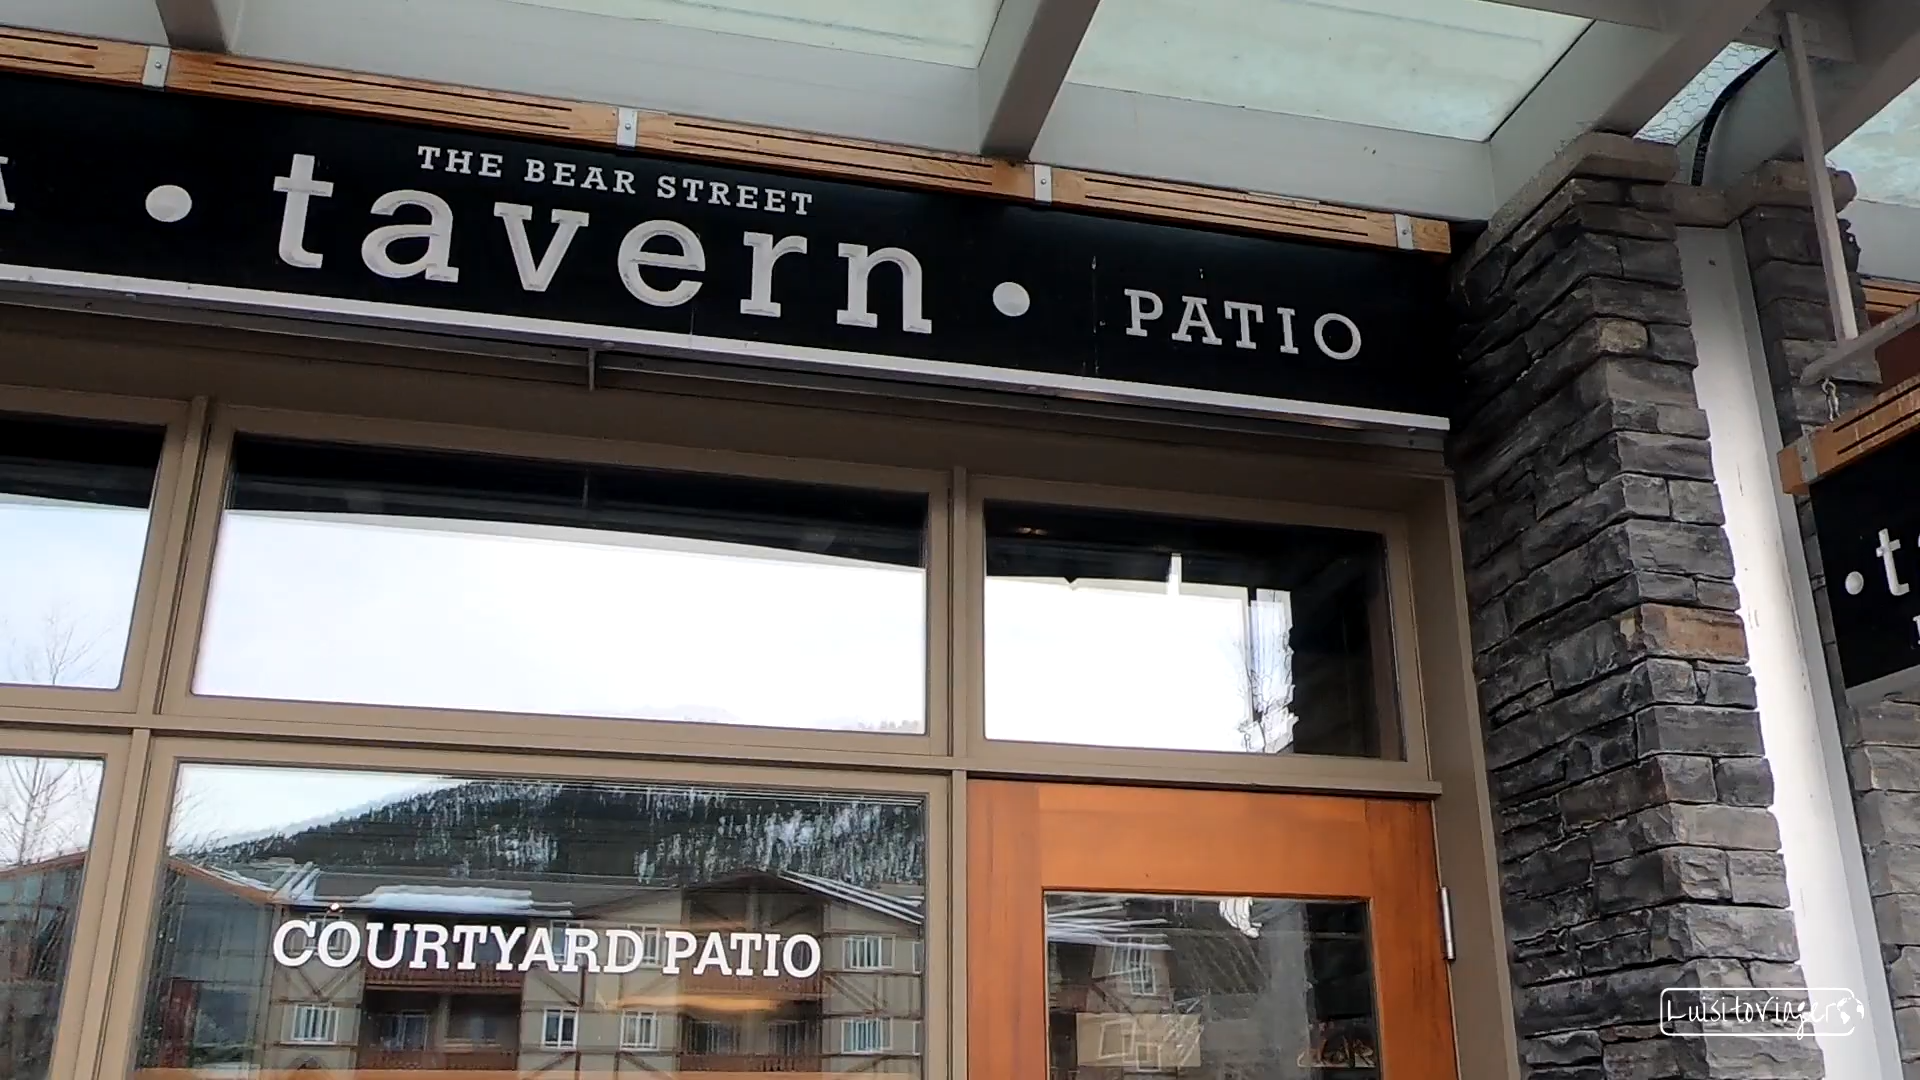 THE BEAR STREET
• tavern • PATIO
COURTYARD PATIO
LuisitoViajero